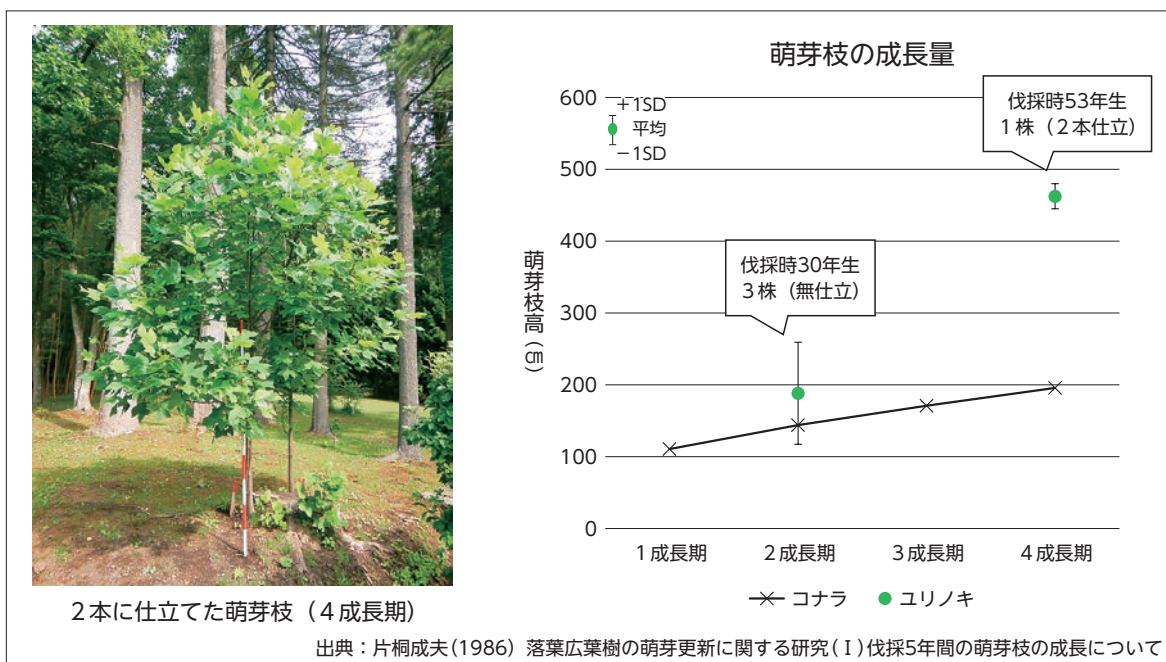 萌芽枝の成長量
600
500
400
300
200
100
0
萌芽枝高(㎝)
+1SD
平均
-1SD
伐採時53年生
1株(2本仕立)
伐採時30年生
3株(無仕立)
1成長期
2成長期
3成長期
4成長期
コナラ
ユリノキ
2本に仕立てた萌芽枝(4成長期)
出典:片桐成夫(1986) 落葉広葉樹の萌芽更新に関する研究(Ⅰ)伐採5年間の萌芽枝の成長について